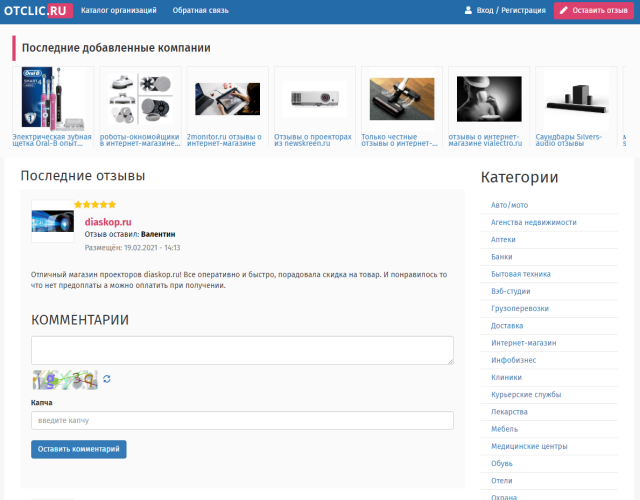 OTCLIC.RU
Каталог организаций
Обратная связь
Вход / Регистрация
Оставить отзыв
Последние добавленные компании
Электрическая зубная
щетка Oral-B опыт...
роботы-окномойщики
в интернет-магазине...
2monitor.ru отзывы о
интернет-магазине
Отзывы о проекторах
из newskreen.ru
Только честные
отзывы о интернет-...
отзывы о интернет-
магазине vialectro.ru
Саундбары Silvers-
audio отзывы
Последние отзывы
diaskop.ru
Отзыв оставил: Валентин
Размещён: 19.02.2021 - 14:13
Отличный магазин проекторов diaskop.ru! Все оперативно и быстро, порадовала скидка на товар. И понравилось то
что нет предоплаты а можно оплатить при получении.
КОММЕНТАРИИ
Капча
введите капчу
Оставить комментарий
Категории
Авто/мото
Агенства недвижимости
Аптеки
Банки
Бытовая техника
Вэб-студии
Грузоперевозки
Доставка
Интернет-магазин
Инфобизнес
Клиники
Курьерские службы
Лекарства
Мебель
Медицинские центры
Обувь
Отели
Охрана